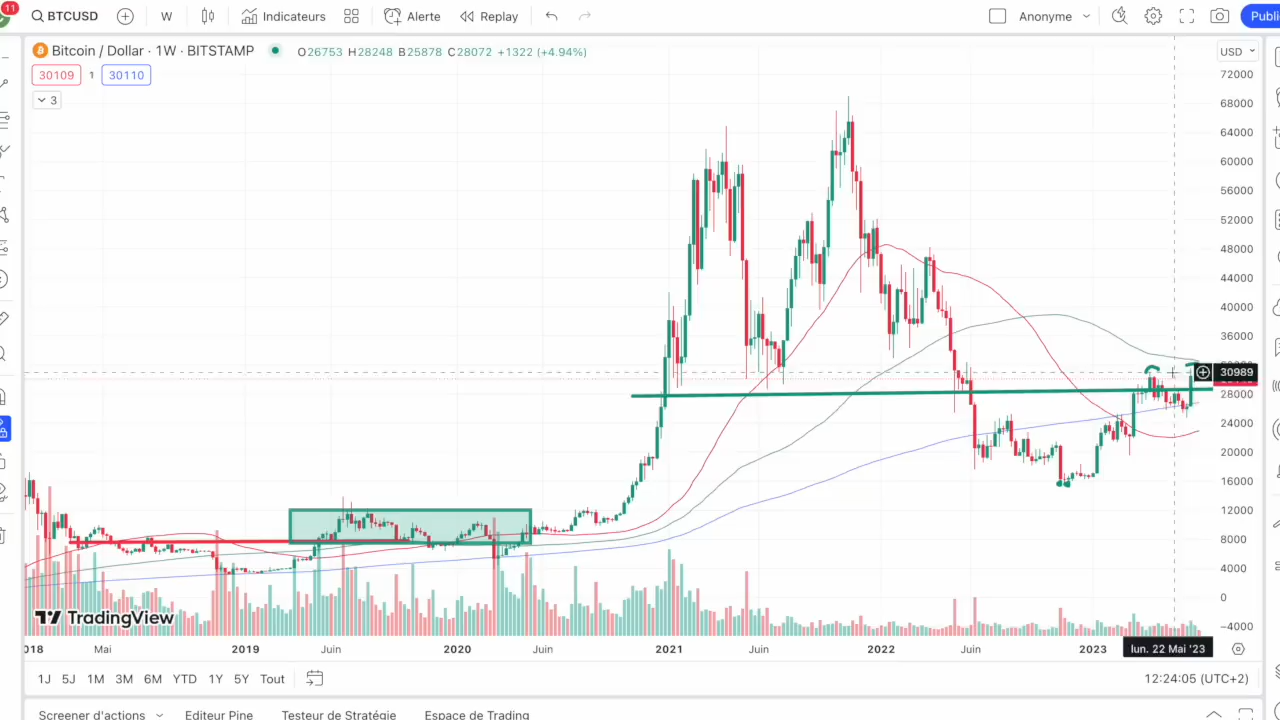 11
BTCUSD
W
Indicateurs
Alerte
Replay
Anonyme
Publi
Bitcoin / Dollar · 1W · BITSTAMP
O26753 H28248 B25878 C28072 +1322 (+4.94%)
USD
30109
1
30110
3
72000
68000
64000
60000
56000
52000
48000
44000
40000
36000
30989
28000
24000
20000
16000
12000
8000
4000
0
−4000
TradingView
2018
Mai
2019
Juin
2020
Juin
2021
Juin
2022
Juin
2023
lun. 22 Mai '23
1J
5J
1M
3M
6M
YTD
1Y
5Y
Tout
12:24:05 (UTC+2)
Screener d'actions
Editeur Pine
Testeur de Stratégie
Espace de Trading